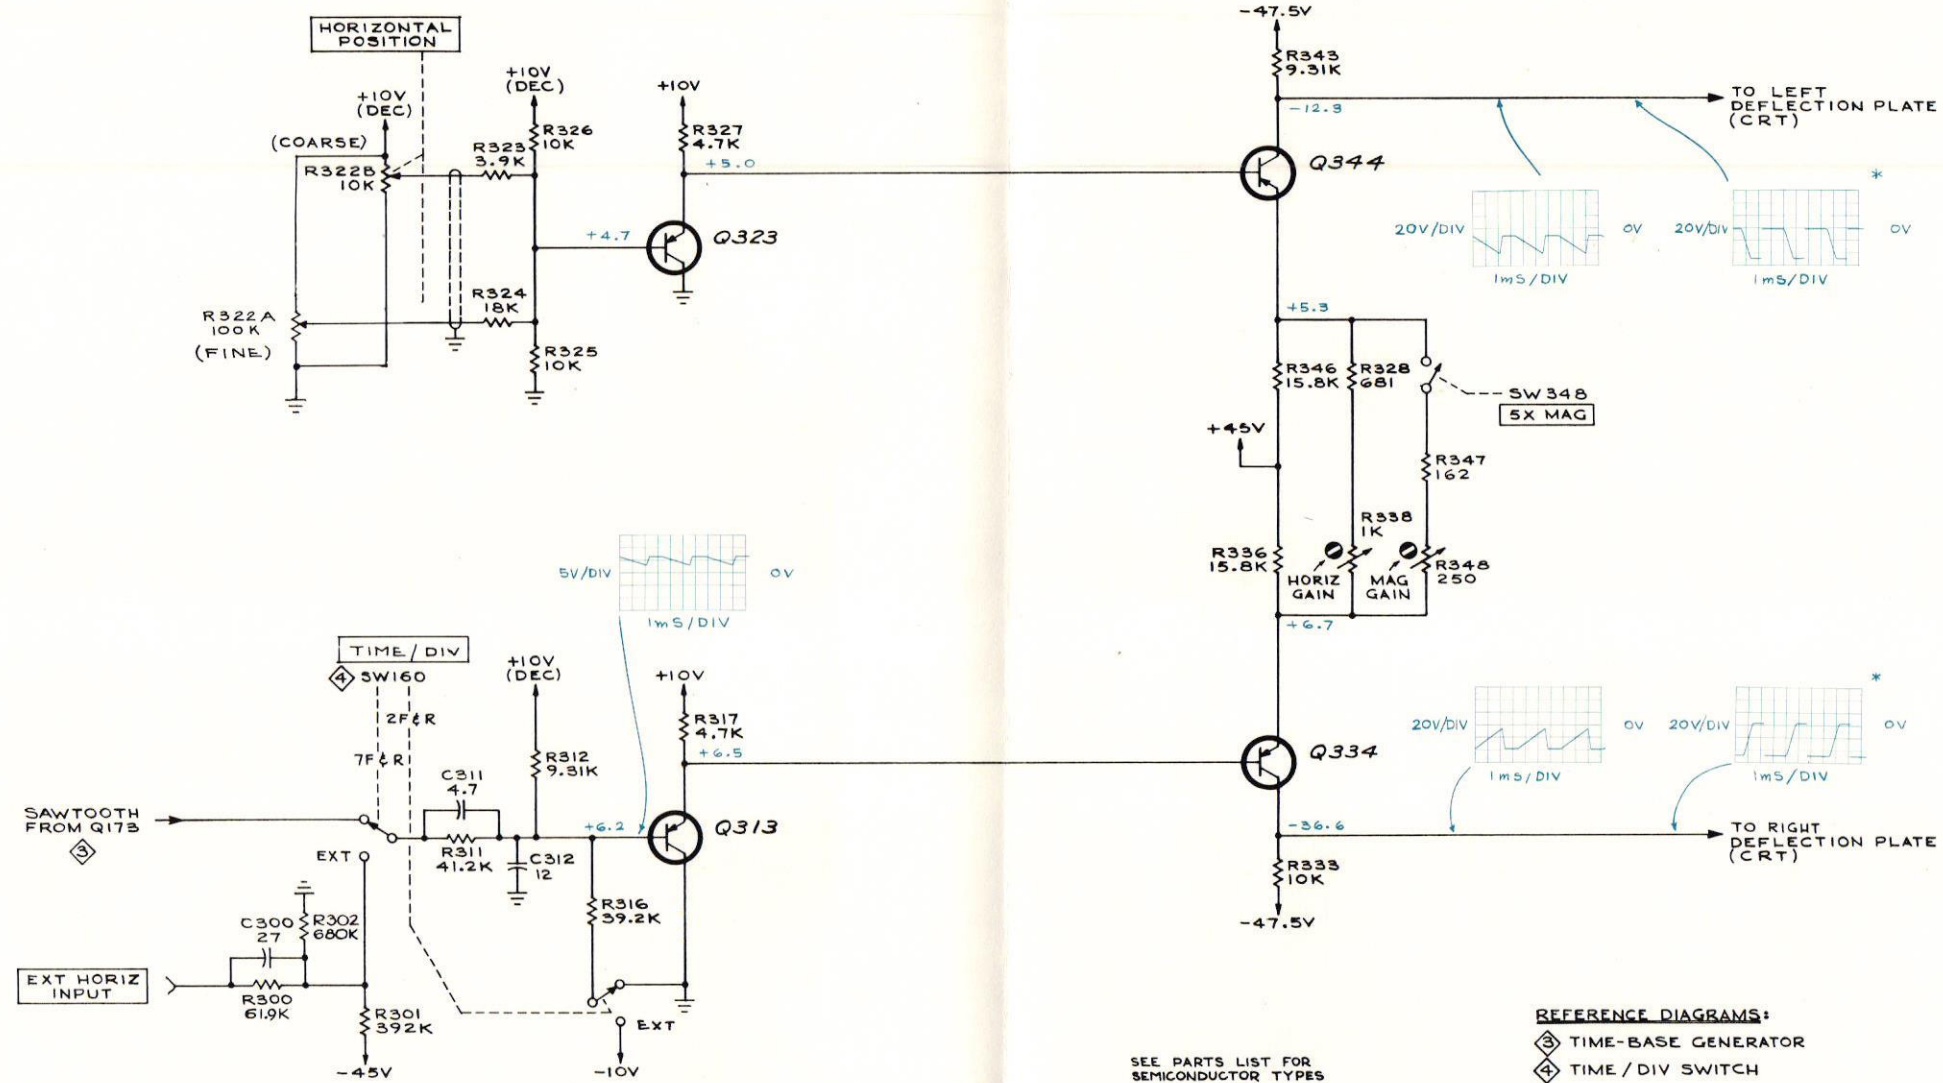 HORIZONTAL
POSITION
+10V
(DEC)
(COARSE)
R322B
10K
R322A
100K
(FINE)
R323
3.9K
R324
18K
+10V
(DEC)
R326
10K
R325
10K
+4.7
+10V
R327
4.7K
+5.0
Q323
-47.5V
R343
9.31K
-12.3
TO LEFT
DEFLECTION PLATE
(CRT)
Q344
20V/DIV
0V
1mS/DIV
20V/DIV
*
0V
1mS/DIV
+5.3
R346
15.8K
R328
681
SW348
5X MAG
+45V
R347
162
R338
1K
R336
15.8K
HORIZ
GAIN
MAG
GAIN
R348
250
+6.7
5V/DIV
0V
1mS/DIV
TIME/DIV
4
SW160
2F&R
7F&R
SAWTOOTH
FROM Q173
3
EXT
C311
4.7
R311
41.2K
C312
12
+10V
(DEC)
R312
9.31K
+6.2
+10V
R317
4.7K
+6.5
Q313
R316
39.2K
EXT
-10V
C300
27
R302
680K
EXT HORIZ
INPUT
R300
61.9K
R301
392K
-45V
Q334
20V/DIV
0V
1mS/DIV
20V/DIV
*
0V
1mS/DIV
-36.6
TO RIGHT
DEFLECTION PLATE
(CRT)
R333
10K
-47.5V
SEE PARTS LIST FOR
SEMICONDUCTOR TYPES
REFERENCE DIAGRAMS:
3 TIME-BASE GENERATOR
4 TIME/DIV SWITCH